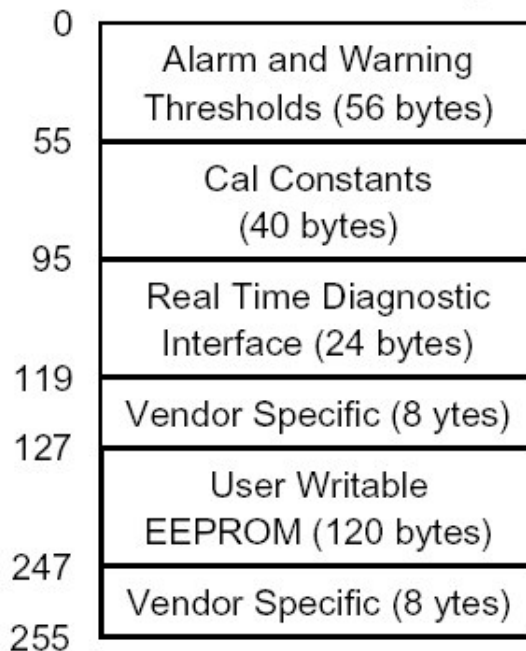 0
Alarm and Warning
Thresholds (56 bytes)
55
Cal Constants
(40 bytes)
95
Real Time Diagnostic
Interface (24 bytes)
119
Vendor Specific (8 ytes)
127
User Writable
EEPROM (120 bytes)
247
Vendor Specific (8 ytes)
255